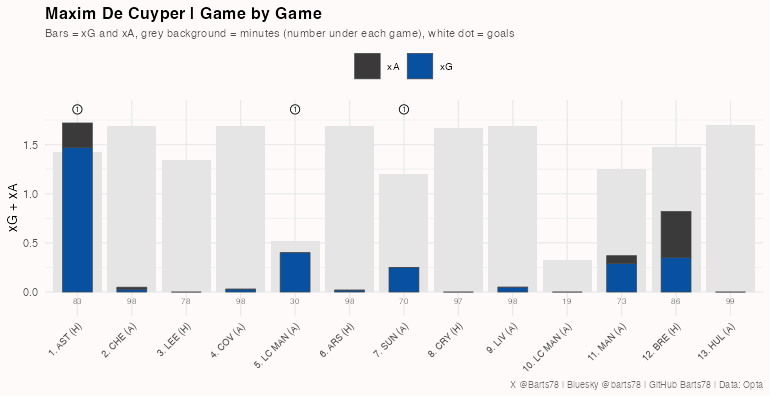 Maxim De Cuyper | Game by Game
Bars = xG and xA, grey background = minutes (number under each game), white dot = goals
xA xG
1 1 1
xG + xA
1.5
1.0
0.5
0.0
83 98 78 98 30 98 70 97 98 19 73 86 99
1. AST (H)
2. CHE (A)
3. LEE (H)
4. COV (A)
5. LC MAN (A)
6. ARS (H)
7. SUN (A)
8. CRY (H)
9. LIV (A)
10. LC MAN (A)
11. MAN (A)
12. BRE (H)
13. HUL (A)
X @Barts78 | Bluesky @barts78 | GitHub Barts78 | Data: Opta